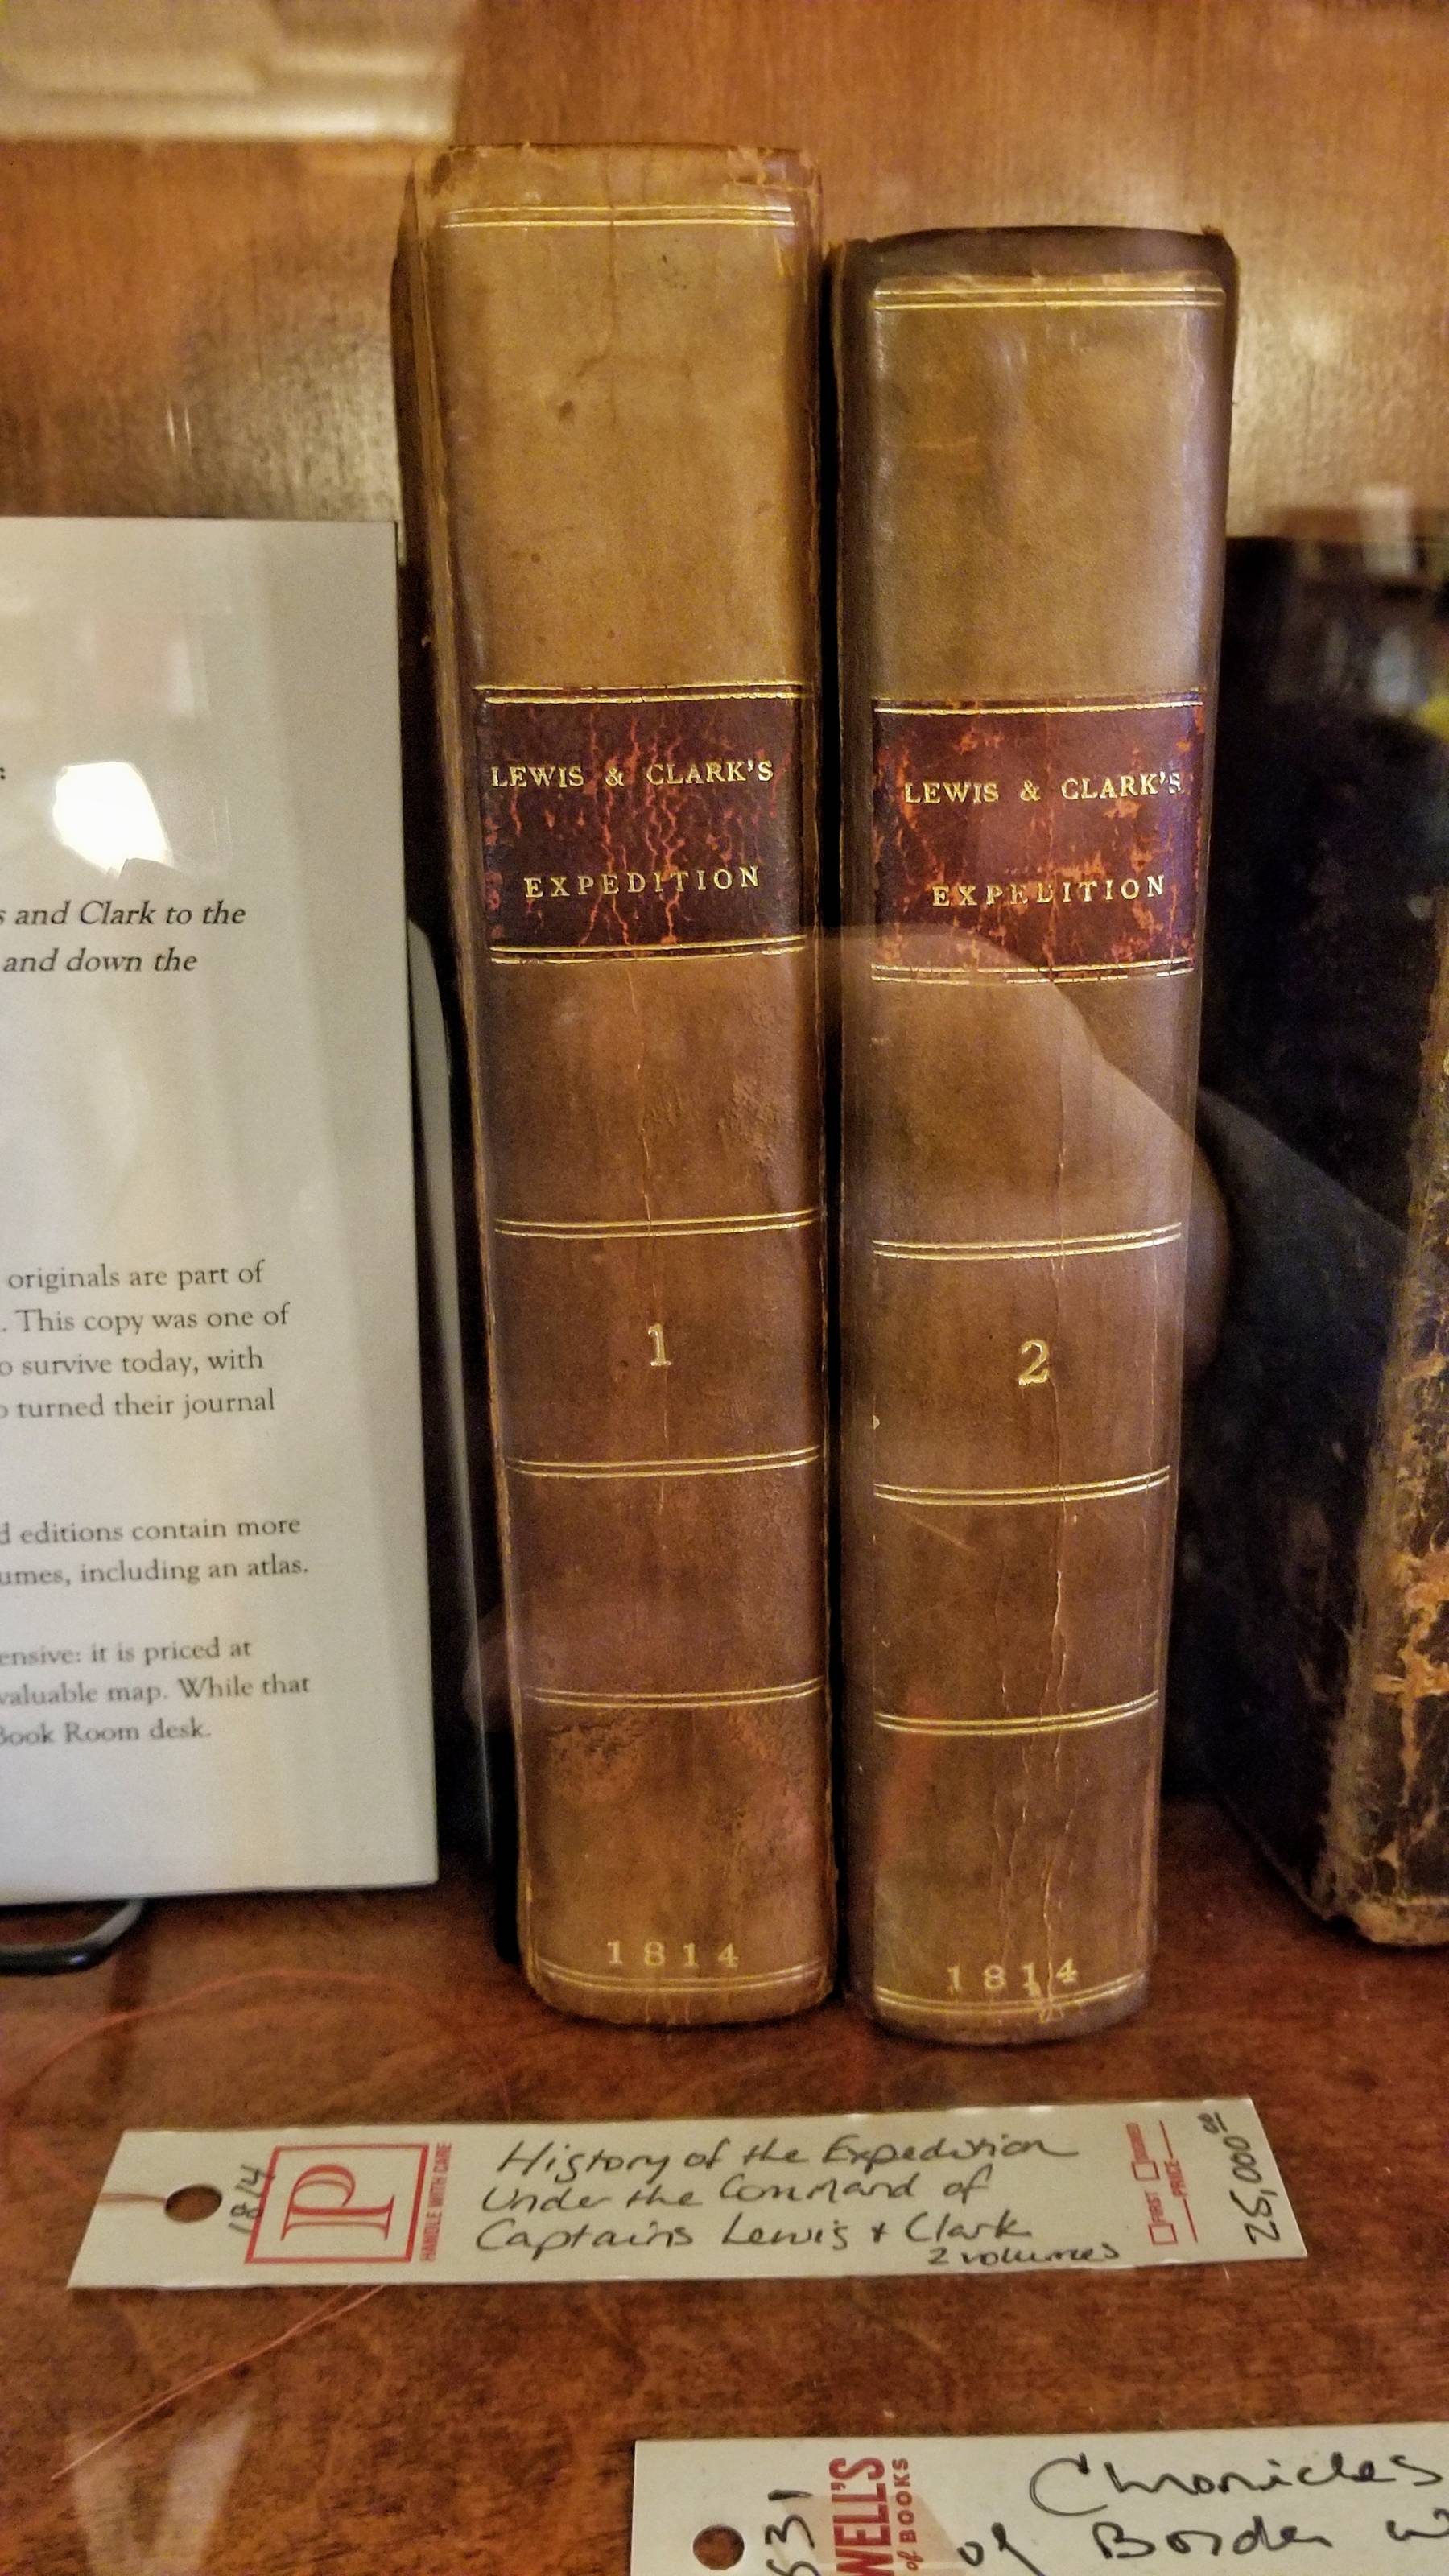 :
s and Clark to the
and down the
originals are part of
. This copy was one of
o survive today, with
o turned their journal
d editions contain more
umes, including an atlas.
ensive: it is priced at
valuable map. While that
Book Room desk.
LEWIS & CLARK'S
EXPEDITION
1
1814
LEWIS & CLARK'S
EXPEDITION
2
1814
1814
P
HANDLE WITH CARE
History of the Expedition
Under the Command of
Captains Lewis & Clark
2 volumes
FIRST SIGNED
PRICE
25,000.00
31
WELL'S
of BOOKS
Chronicles
of Border w